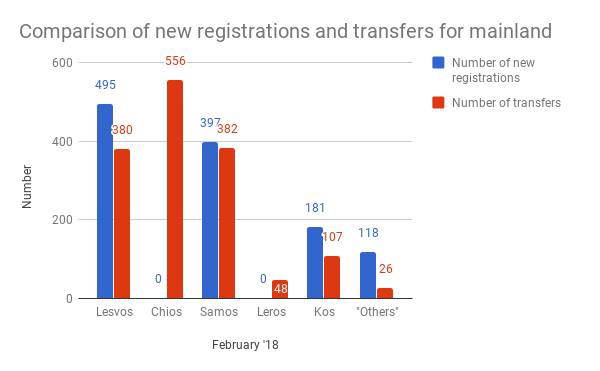 Comparison of new registrations and transfers for mainland
Number of new
registrations
Number of transfers
Number
600
400
200
0
495
380
0
556
397
382
0
48
181
107
118
26
Lesvos
Chios
Samos
Leros
Kos
"Others"
February '18